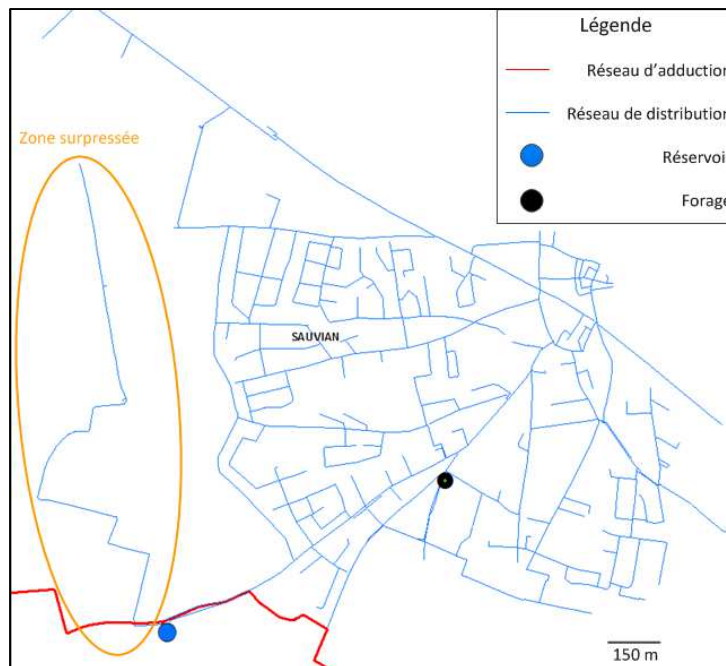 Légende
Réseau d'adduction
Réseau de distribution
Réservoi
Forage
Zone surpressée
SAUVIAN
150 m